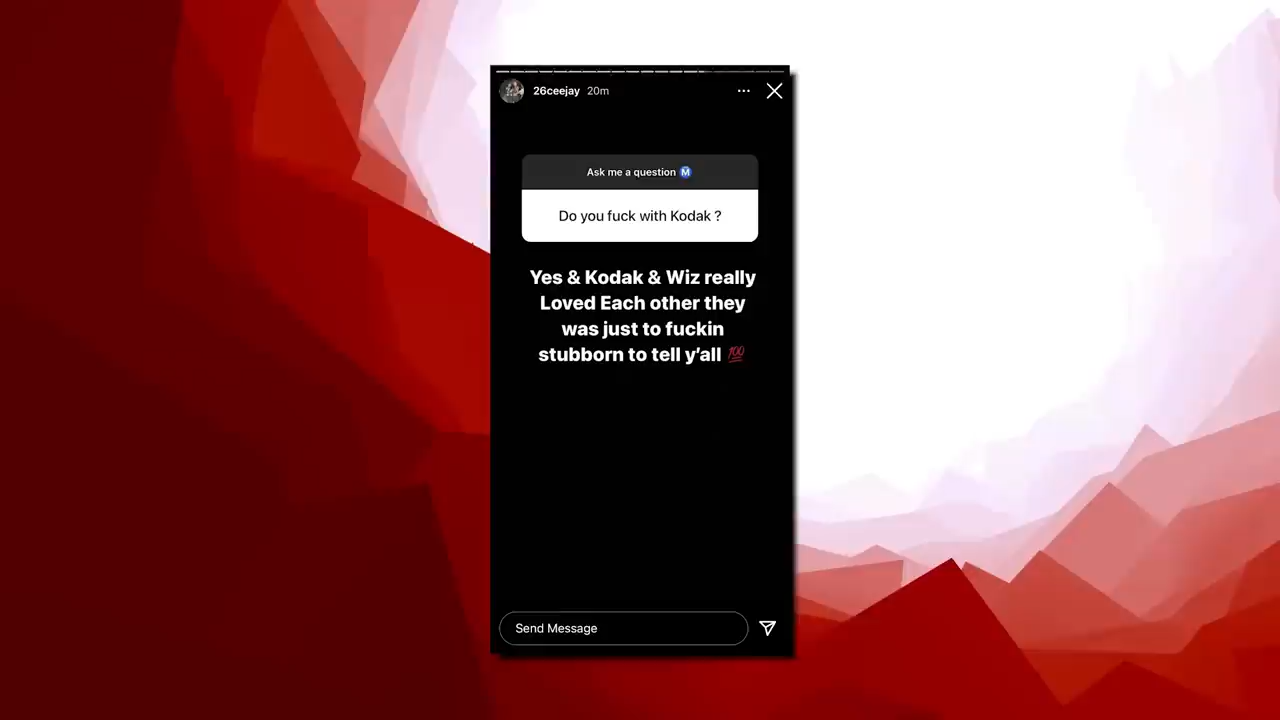 26ceejay 20m
Ask me a question Ⓜ️
Do you fuck with Kodak ?
Yes & Kodak & Wiz really
Loved Each other they
was just to fuckin
stubborn to tell y'all 💯
Send Message